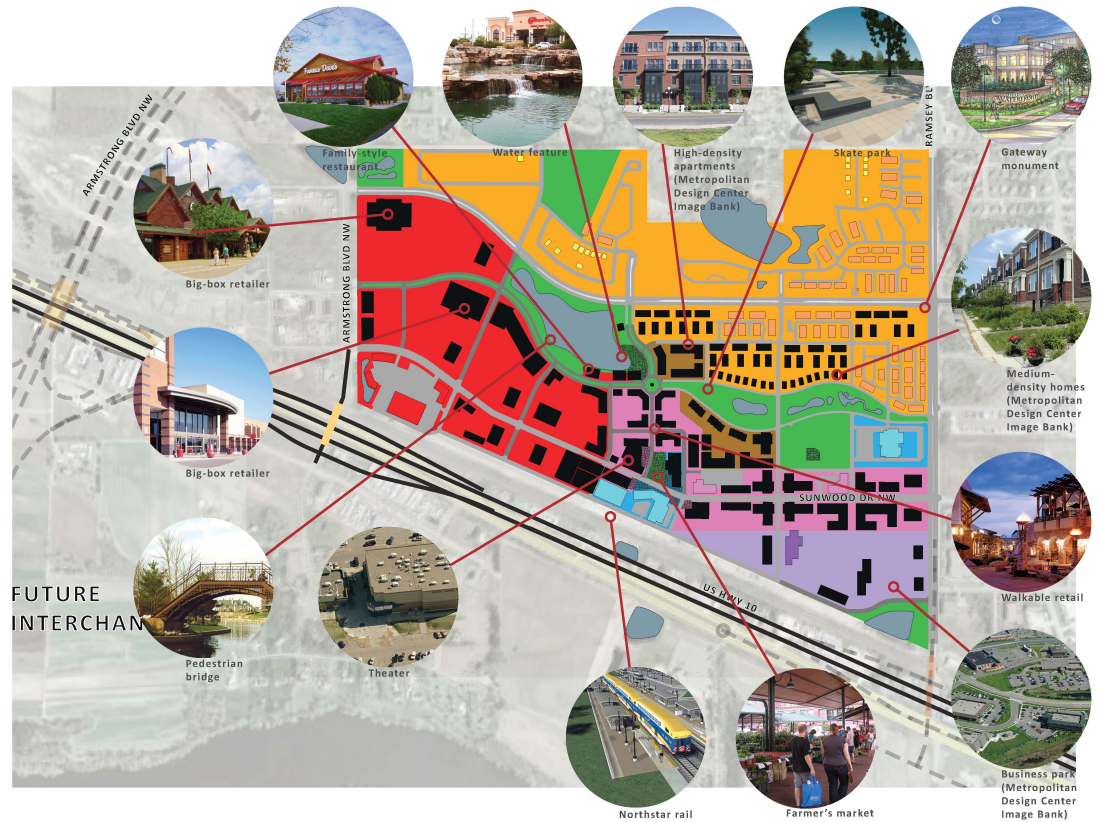 ARMSTRONG BLVD NW
Famous Dave's
Family-style
restaurant
Water feature
High-density
apartments
(Metropolitan
Design Center
Image Bank)
Skate park
RAMSEY BL
Gateway
monument
Big-box retailer
ARMSTRONG BLVD NW
Medium-
density homes
(Metropolitan
Design Center
Image Bank)
Big-box retailer
SUNWOOD DR NW
Walkable retail
FUTURE
INTERCHAN
US HWY 10
Pedestrian
bridge
Theater
Northstar rail
Farmer's market
Business park
(Metropolitan
Design Center
Image Bank)